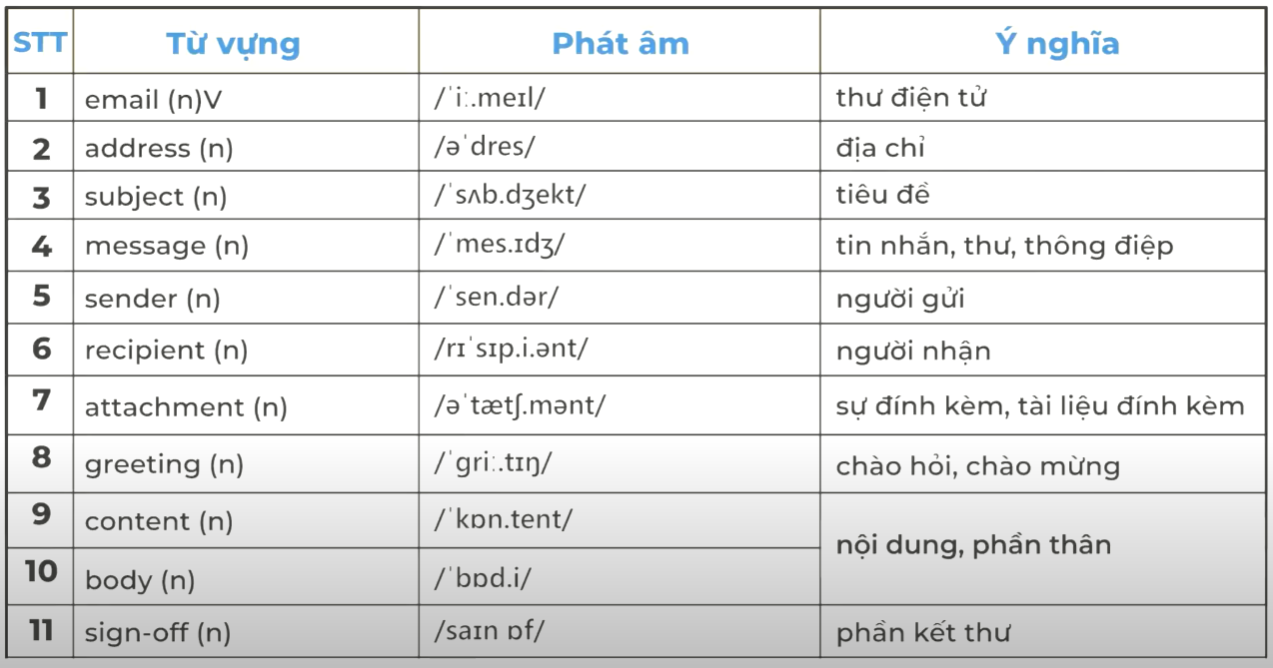 STT Từ vựng Phát âm Ý nghĩa
1 email (n)V /ˈiː.meɪl/ thư điện tử
2 address (n) /əˈdres/ địa chỉ
3 subject (n) /ˈsʌb.dʒekt/ tiêu đề
4 message (n) /ˈmes.ɪdʒ/ tin nhắn, thư, thông điệp
5 sender (n) /ˈsen.dər/ người gửi
6 recipient (n) /rɪˈsɪp.i.ənt/ người nhận
7 attachment (n) /əˈtætʃ.mənt/ sự đính kèm, tài liệu đính kèm
8 greeting (n) /ˈɡriː.tɪŋ/ chào hỏi, chào mừng
9 content (n) /ˈkɒn.tent/ nội dung, phần thân
10 body (n) /ˈbɒd.i/
11 sign-off (n) /saɪn ɒf/ phần kết thư